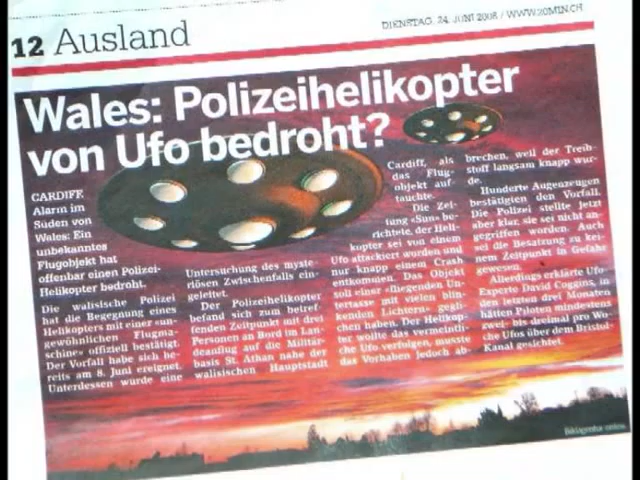 12 Ausland
DIENSTAG, 24. JUNI 2008 / WWW.20MIN.CH
Wales: Polizeihelikopter
von Ufo bedroht?
CARDIFF.
Alarm im
Süden von
Wales: Ein
unbekanntes
Flugobjekt hat
offenbar einen Polizei-
Helikopter bedroht.
Die walisische Polizei
hat die Begegnung eines
Helikopters mit einer «un-
gewöhnlichen Flugma-
schine» offiziell bestätigt.
Der Vorfall habe sich be-
reits am 8. Juni ereignet.
Unterdessen wurde eine
Untersuchung des myste-
riösen Zwischenfalls ein-
geleitet.
Der Polizeihelikopter
befand sich zum betref-
fenden Zeitpunkt mit drei
Personen an Bord im Lan-
deanflug auf die Militär-
basis St. Athan nahe der
walisischen Hauptstadt
Cardiff, als
das Flug-
objekt auf-
tauchte.
Die Zei-
tung «Sun» be-
richtete, der Heli-
kopter sei von einem
Ufo attackiert worden und
nur knapp einem Crash
entkommen. Das Objekt
soll einer «fliegenden Un-
tertasse mit vielen blin-
kenden Lichtern» gegli-
chen haben. Der Helikop-
ter wollte das vermeintli-
che Ufo verfolgen, musste
das Vorhaben jedoch ab-
brechen, weil der Treib-
stoff langsam knapp wur-
de.
Hunderte Augenzeugen
bestätigten den Vorfall.
Die Polizei stellte jetzt
aber klar, sie sei nicht an-
gegriffen worden. Auch
sei die Besatzung zu kei-
nem Zeitpunkt in Gefahr
gewesen.
Allerdings erklärte Ufo-
Experte David Coggins, in
den letzten drei Monaten
hätten Piloten mindestens
zwei- bis dreimal pro Wo-
che Ufos über dem Bristol-
Kanal gesichtet.